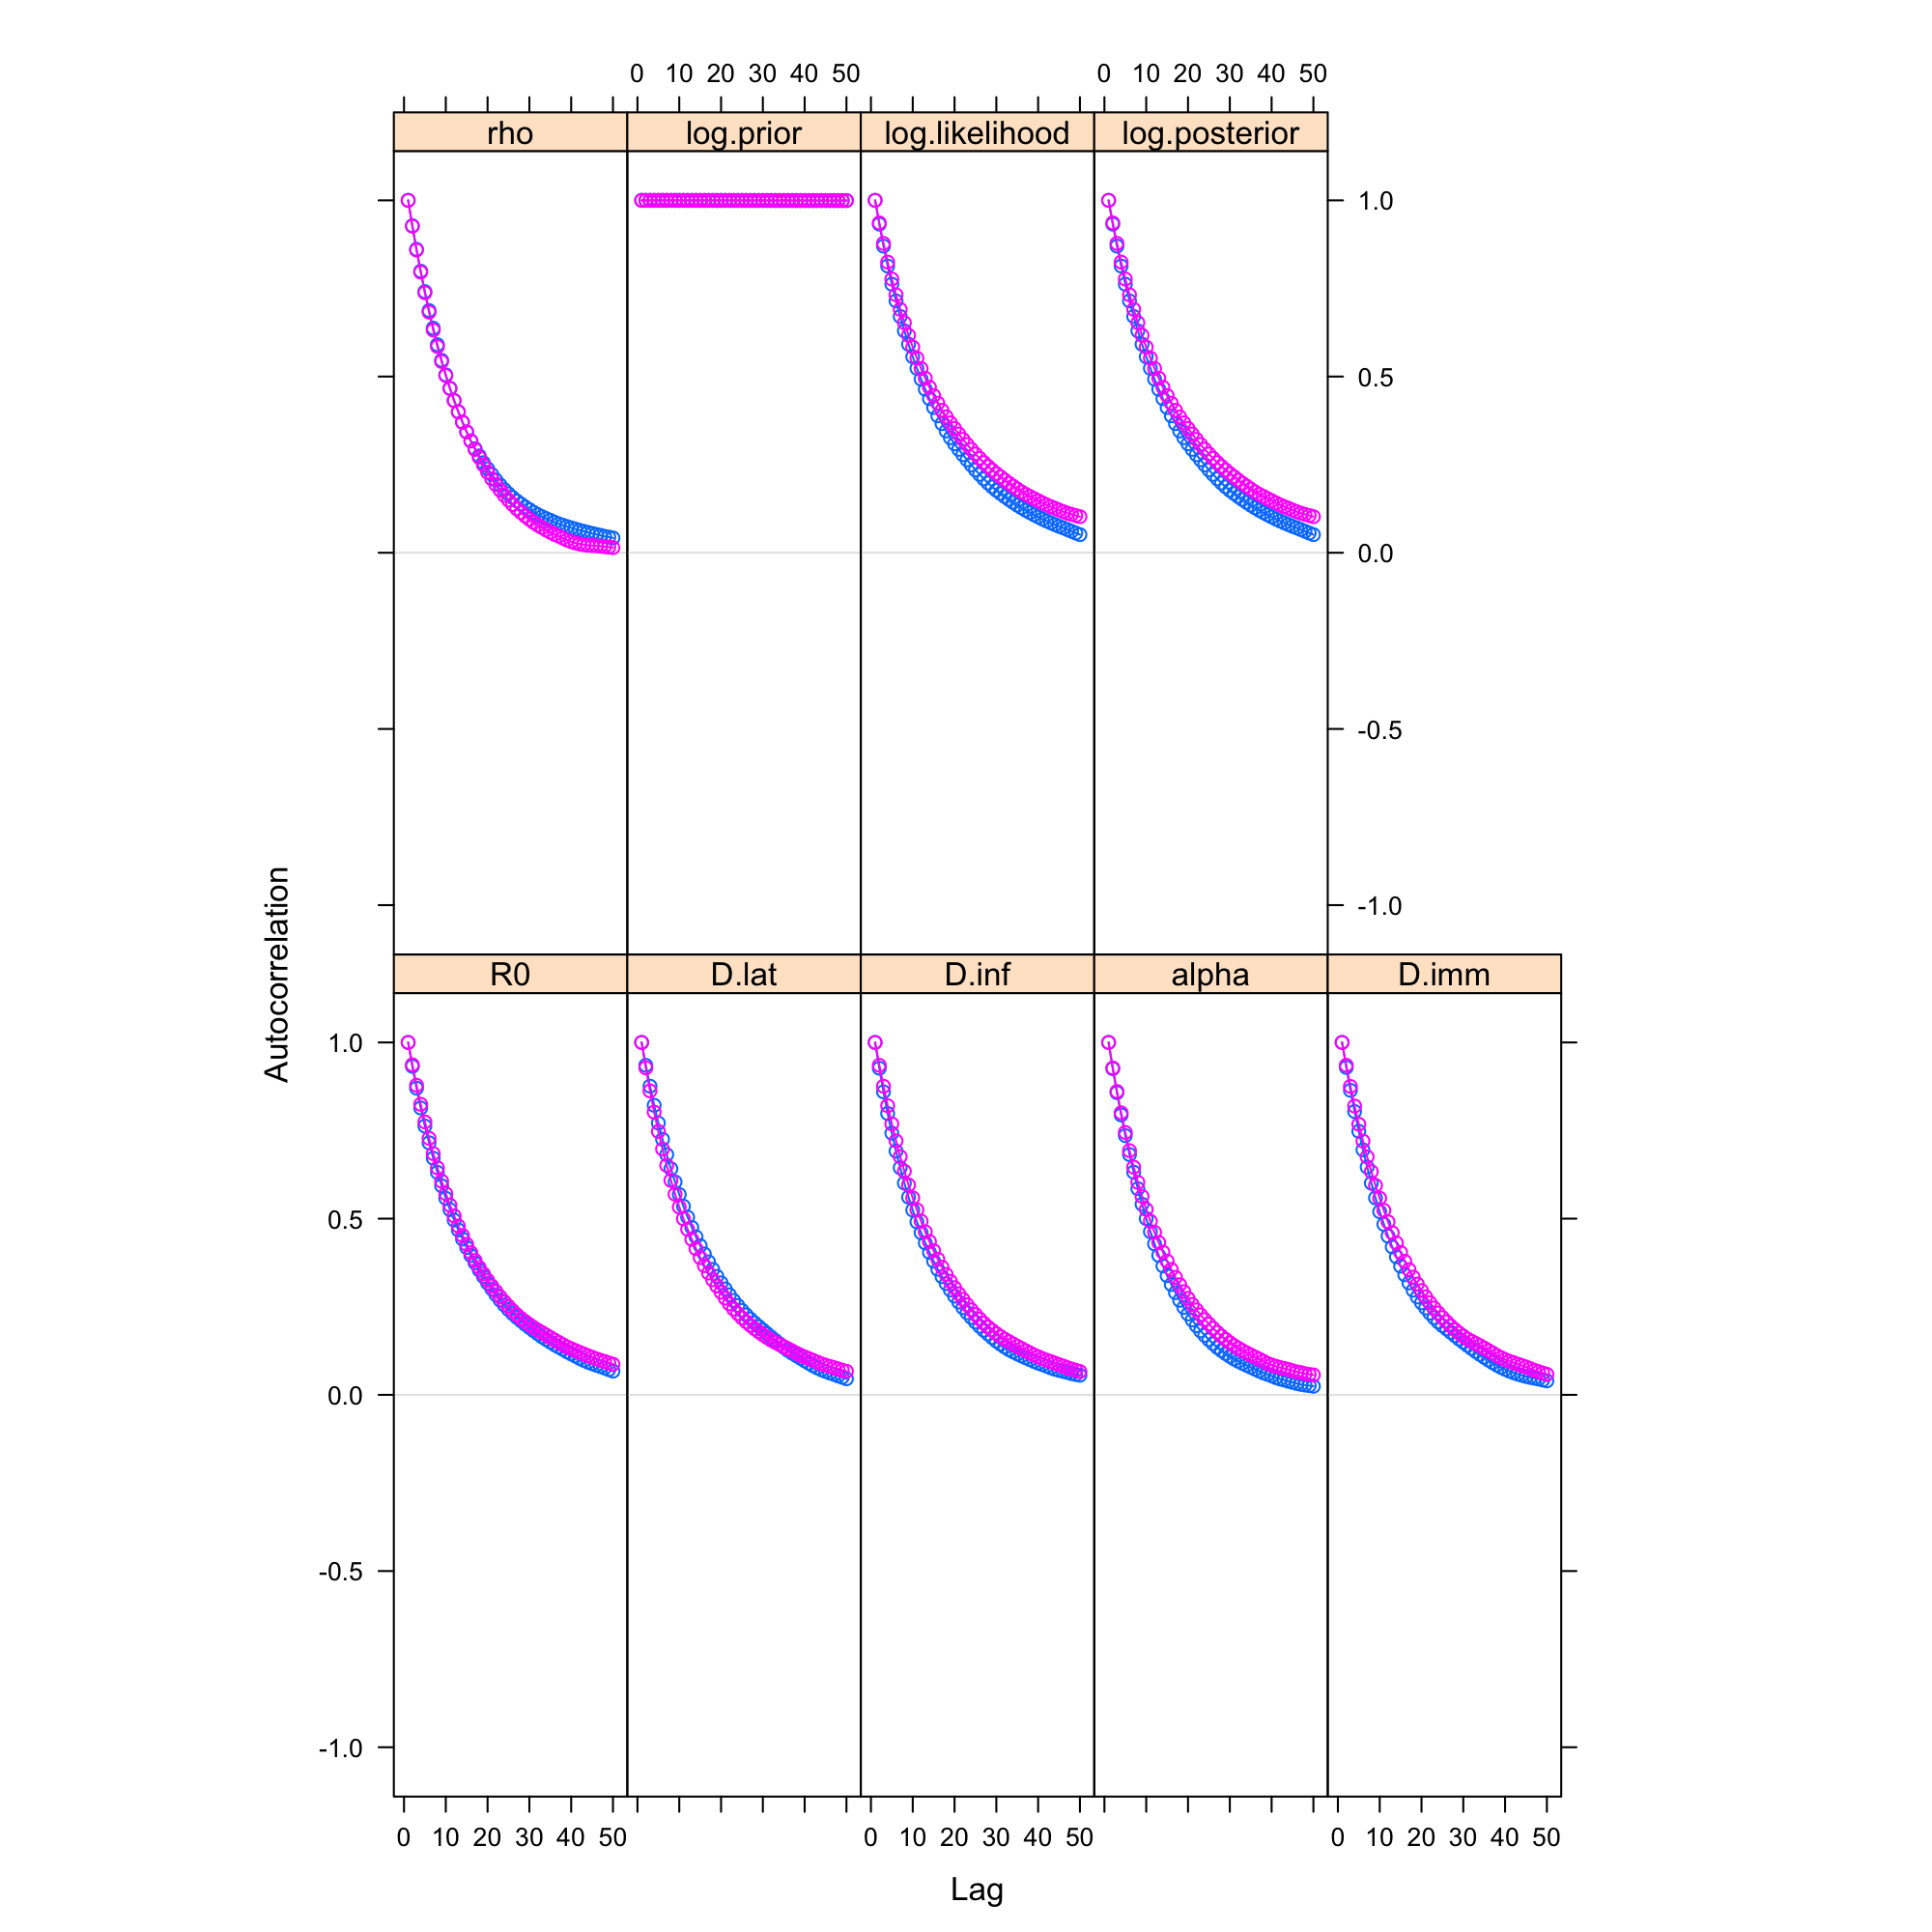 0 10 20 30 40 50 0 10 20 30 40 50
rho log.prior log.likelihood log.posterior
1.0
0.5
0.0
-0.5
-1.0
Autocorrelation
R0 D.lat D.inf alpha D.imm
1.0
0.5
0.0
-0.5
-1.0
0 10 20 30 40 50 0 10 20 30 40 50 0 10 20 30 40 50
Lag